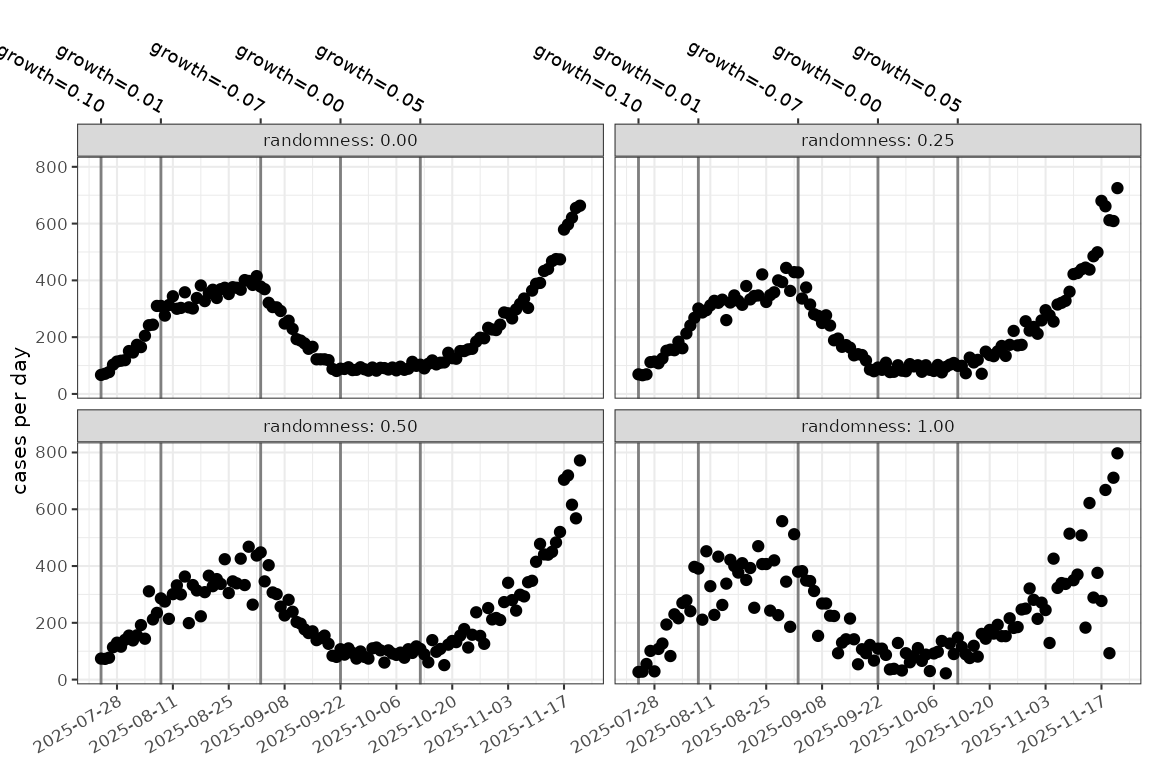 growth=0.10
growth=0.01
growth=-0.07
growth=0.00
growth=0.05
growth=0.10
growth=0.01
growth=-0.07
growth=0.00
growth=0.05
randomness: 0.00
randomness: 0.25
800
600
400
200
0
cases per day
randomness: 0.50
randomness: 1.00
800
600
400
200
0
2025-07-28
2025-08-11
2025-08-25
2025-09-08
2025-09-22
2025-10-06
2025-10-20
2025-11-03
2025-11-17
2025-07-28
2025-08-11
2025-08-25
2025-09-08
2025-09-22
2025-10-06
2025-10-20
2025-11-03
2025-11-17